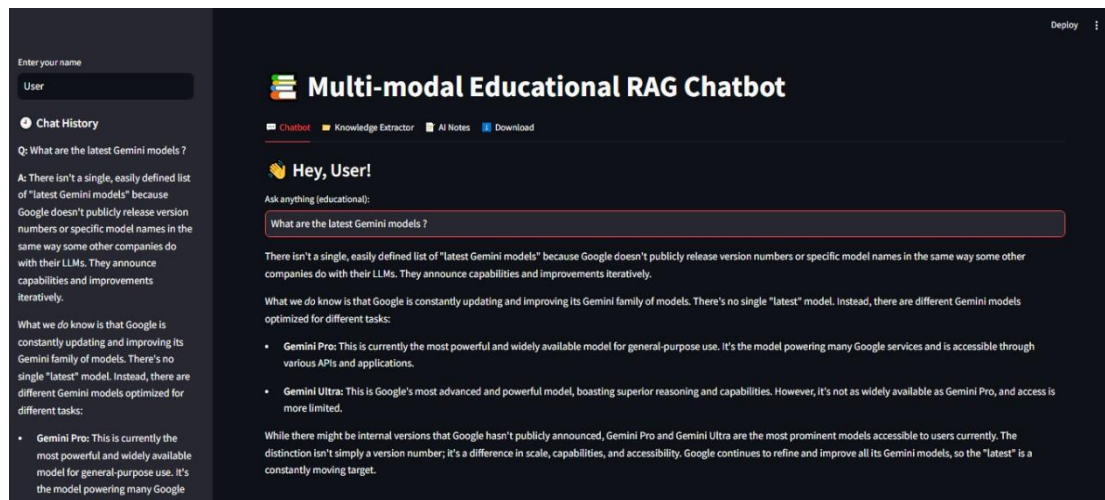 Deploy
Enter your name
User
Chat History
Q: What are the latest Gemini models ?
A: There isn't a single, easily defined list
of "latest Gemini models" because
Google doesn't publicly release version
numbers or specific model names in the
same way some other companies do
with their LLMs. They announce
capabilities and improvements
iteratively.
What we do know is that Google is
constantly updating and improving its
Gemini family of models. There's no
single "latest" model. Instead, there are
different Gemini models optimized for
different tasks:
• Gemini Pro: This is currently the
most powerful and widely available
model for general-purpose use. It's
the model powering many Google
Multi-modal Educational RAG Chatbot
Chatbot Knowledge Extractor AI Notes Download
Hey, User!
Ask anything (educational):
What are the latest Gemini models ?
There isn't a single, easily defined list of "latest Gemini models" because Google doesn't publicly release version numbers or specific model names in the same way some other
companies do with their LLMs. They announce capabilities and improvements iteratively.
What we do know is that Google is constantly updating and improving its Gemini family of models. There's no single "latest" model. Instead, there are different Gemini models
optimized for different tasks:
• Gemini Pro: This is currently the most powerful and widely available model for general-purpose use. It's the model powering many Google services and is accessible through
various APIs and applications.
• Gemini Ultra: This is Google's most advanced and powerful model, boasting superior reasoning and capabilities. However, it's not as widely available as Gemini Pro, and access is
more limited.
While there might be internal versions that Google hasn't publicly announced, Gemini Pro and Gemini Ultra are the most prominent models accessible to users currently. The
distinction isn't simply a version number; it's a difference in scale, capabilities, and accessibility. Google continues to refine and improve all its Gemini models, so the "latest" is a
constantly moving target.